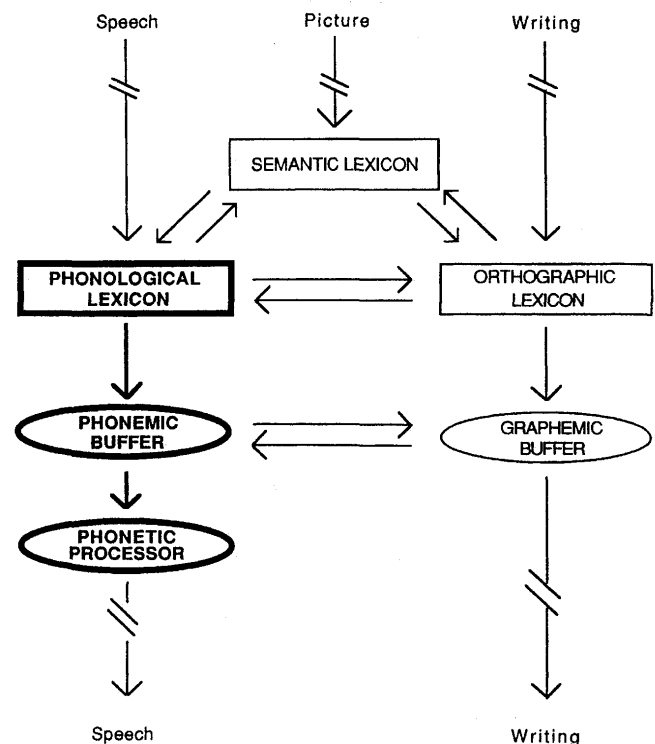 Speech
Picture
Writing
SEMANTIC LEXICON
PHONOLOGICAL
LEXICON
ORTHOGRAPHIC
LEXICON
PHONEMIC
BUFFER
GRAPHEMIC
BUFFER
PHONETIC
PROCESSOR
Speech
Writing